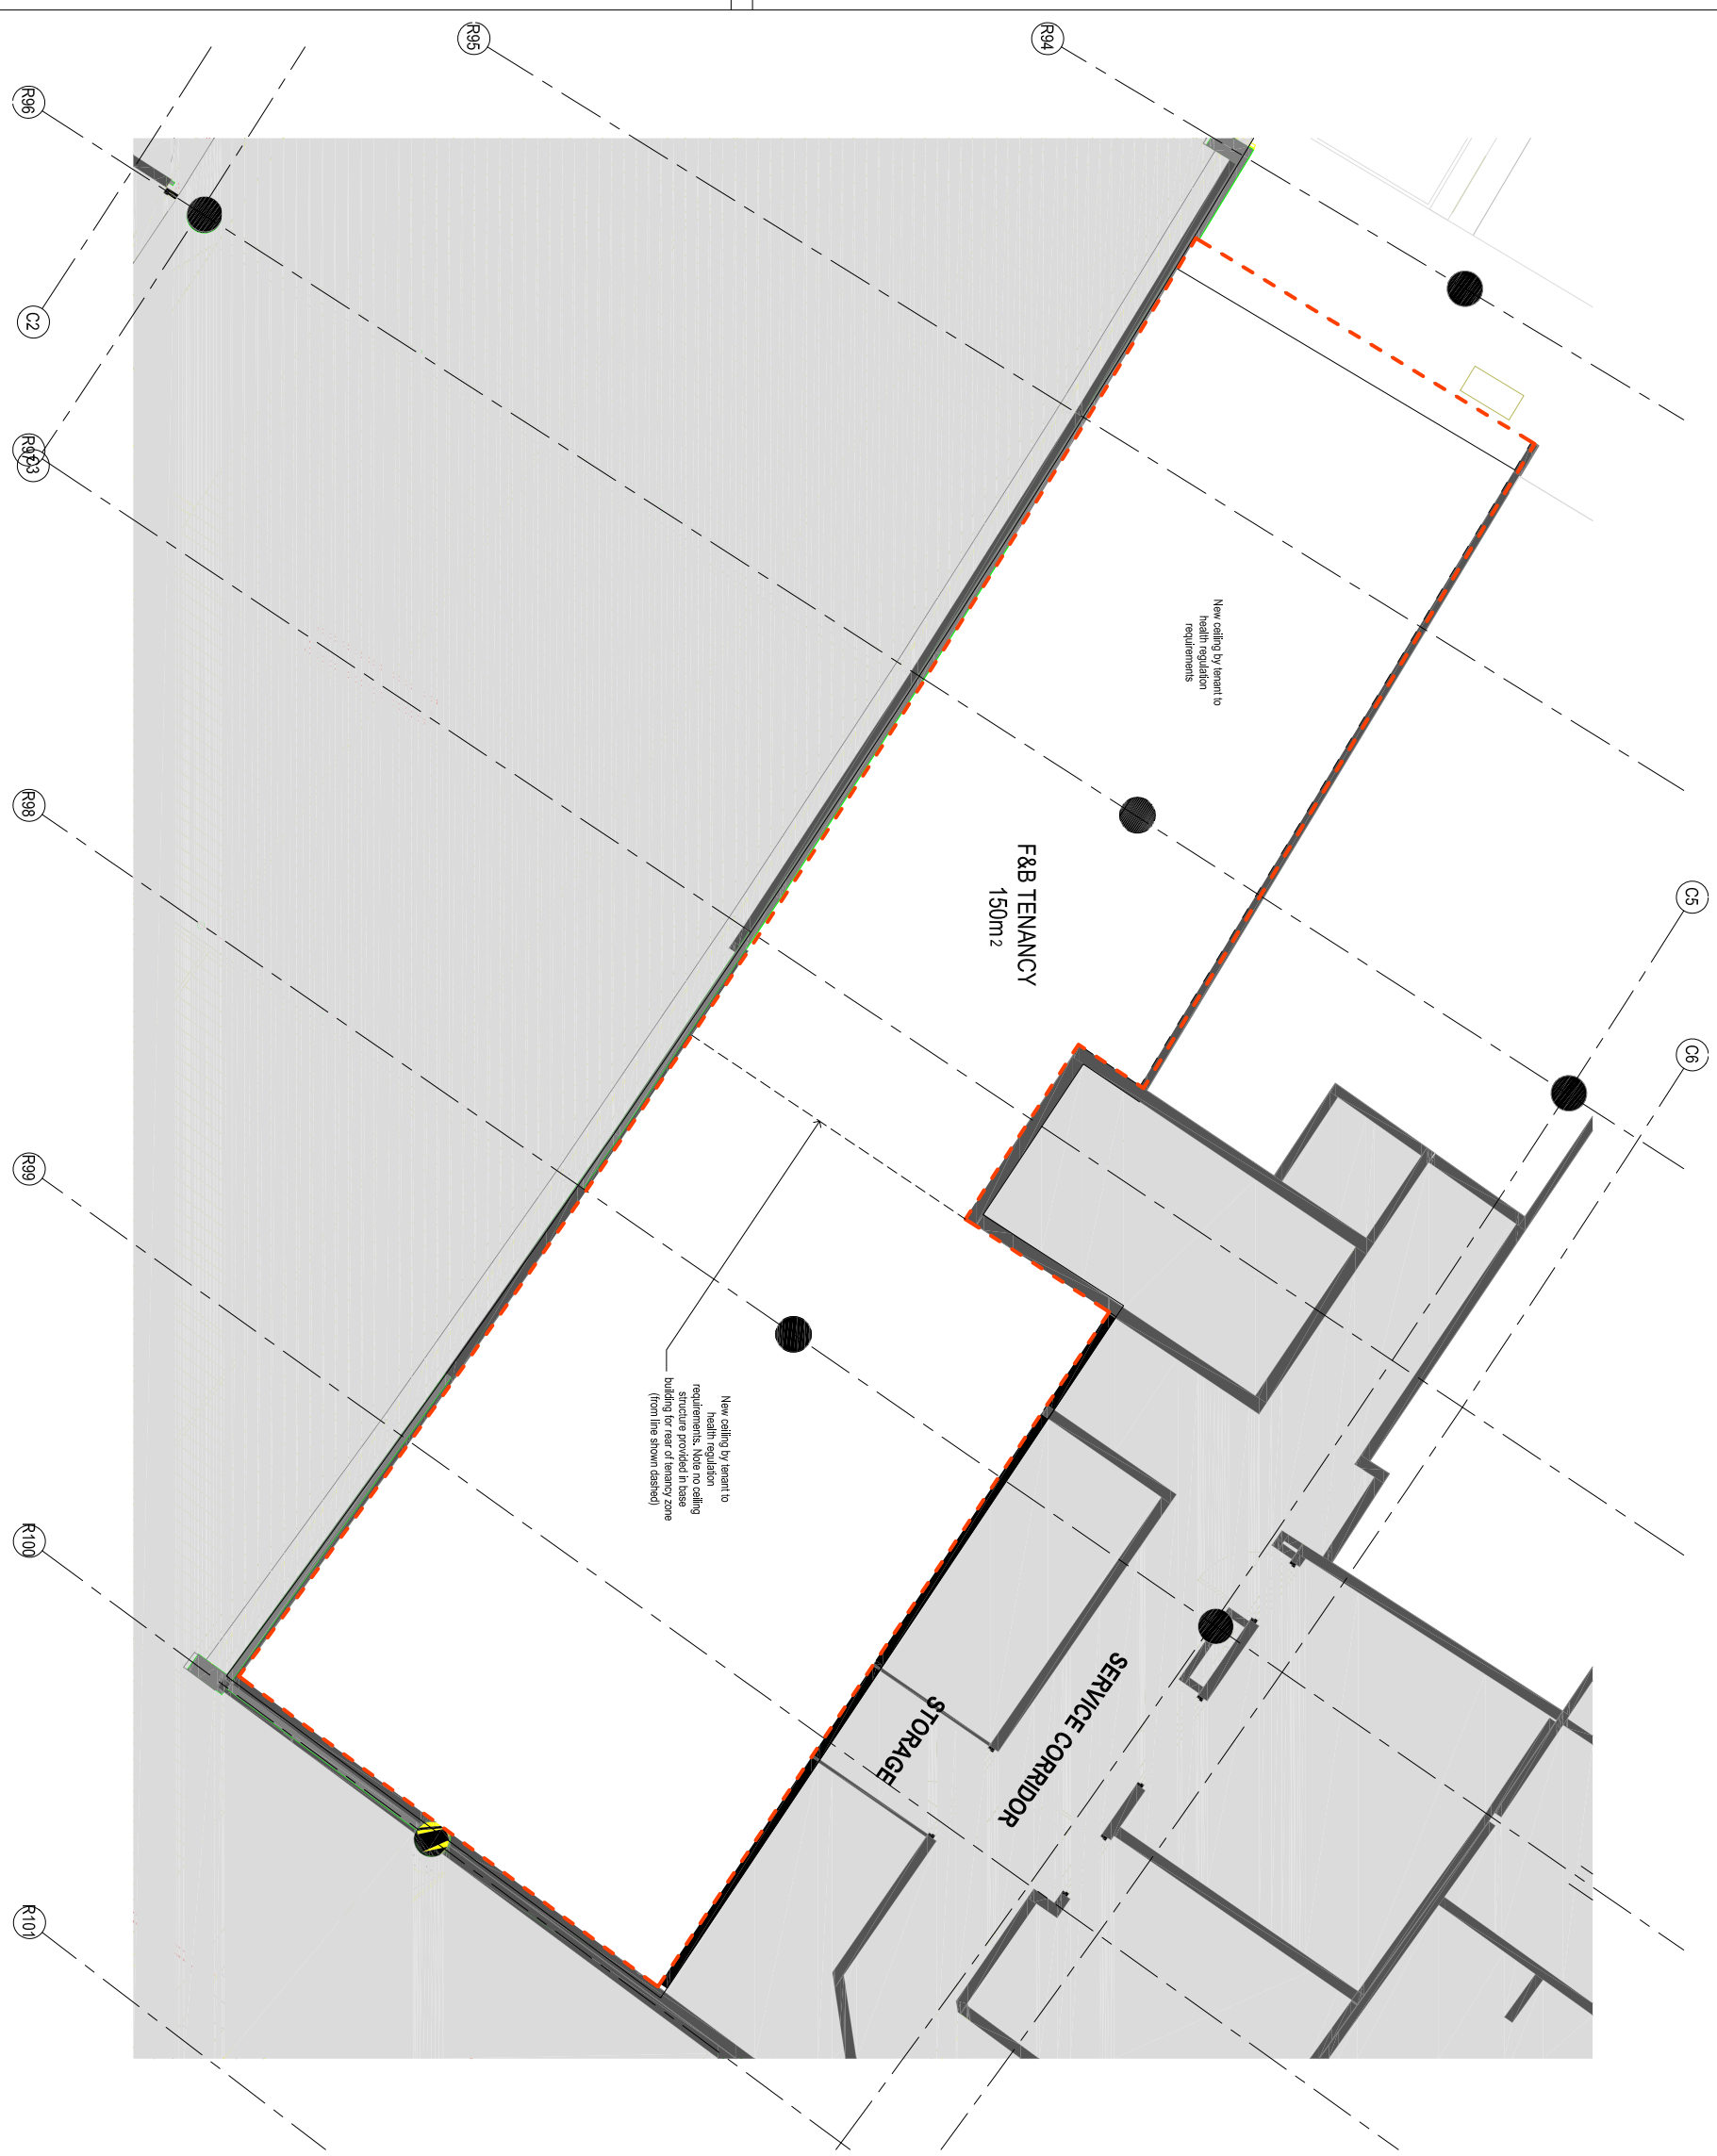 R94
R95
R96
C2
R97
C3
R98
R99
R100
R101
C5
C6
New ceiling by tenant to
health regulation
requirements
F&B TENANCY
150m2
New ceiling by tenant to
health regulation
requirements. Note no ceiling
structure provided in base
building for rear of tenancy zone
(from line shown dashed)
SERVICE CORRIDOR
STORAGE